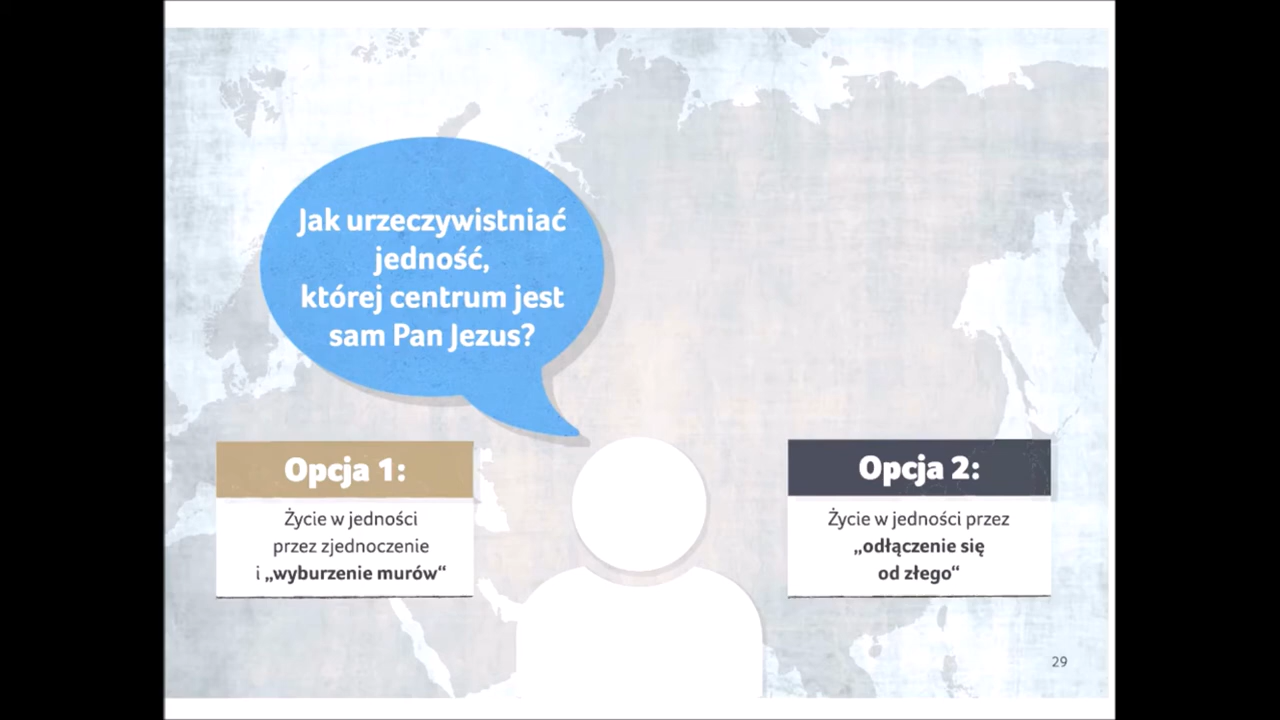 Jak urzeczywistniać
jedność,
której centrum jest
sam Pan Jezus?
Opcja 1:
Życie w jedności
przez zjednoczenie
i „wyburzenie murów“
Opcja 2:
Życie w jedności przez
„odłączenie się
od złego“
29